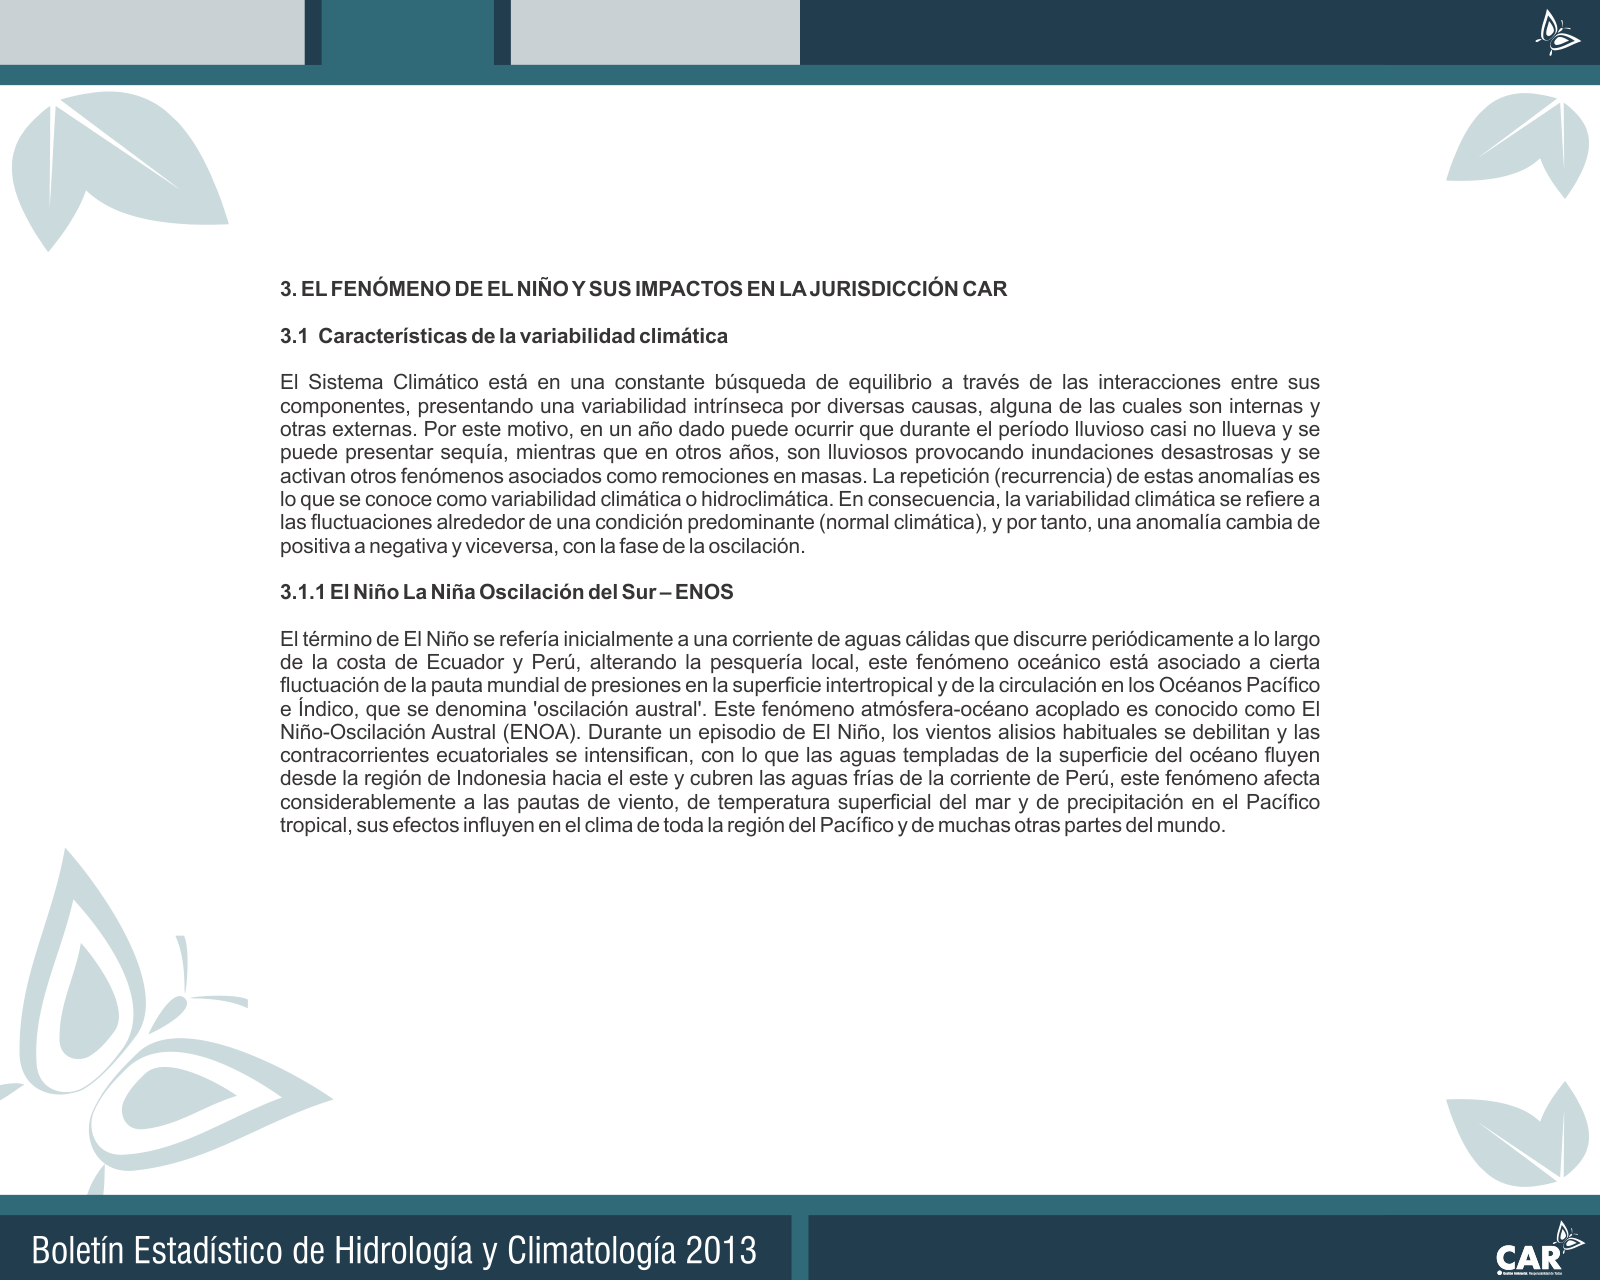 3. EL FENÓMENO DE EL NIÑO Y SUS IMPACTOS EN LA JURISDICCIÓN CAR
3.1 Características de la variabilidad climática
El Sistema Climático está en una constante búsqueda de equilibrio a través de las interacciones entre sus
componentes, presentando una variabilidad intrínseca por diversas causas, alguna de las cuales son internas y
otras externas. Por este motivo, en un año dado puede ocurrir que durante el período lluvioso casi no llueva y se
puede presentar sequía, mientras que en otros años, son lluviosos provocando inundaciones desastrosas y se
activan otros fenómenos asociados como remociones en masas. La repetición (recurrencia) de estas anomalías es
lo que se conoce como variabilidad climática o hidroclimática. En consecuencia, la variabilidad climática se refiere a
las fluctuaciones alrededor de una condición predominante (normal climática), y por tanto, una anomalía cambia de
positiva a negativa y viceversa, con la fase de la oscilación.
3.1.1 El Niño La Niña Oscilación del Sur – ENOS
El término de El Niño se refería inicialmente a una corriente de aguas cálidas que discurre periódicamente a lo largo
de la costa de Ecuador y Perú, alterando la pesquería local, este fenómeno oceánico está asociado a cierta
fluctuación de la pauta mundial de presiones en la superficie intertropical y de la circulación en los Océanos Pacífico
e Índico, que se denomina 'oscilación austral'. Este fenómeno atmósfera-océano acoplado es conocido como El
Niño-Oscilación Austral (ENOA). Durante un episodio de El Niño, los vientos alisios habituales se debilitan y las
contracorrientes ecuatoriales se intensifican, con lo que las aguas templadas de la superficie del océano fluyen
desde la región de Indonesia hacia el este y cubren las aguas frías de la corriente de Perú, este fenómeno afecta
considerablemente a las pautas de viento, de temperatura superficial del mar y de precipitación en el Pacífico
tropical, sus efectos influyen en el clima de toda la región del Pacífico y de muchas otras partes del mundo.
Boletín Estadístico de Hidrología y Climatología 2013
CAR